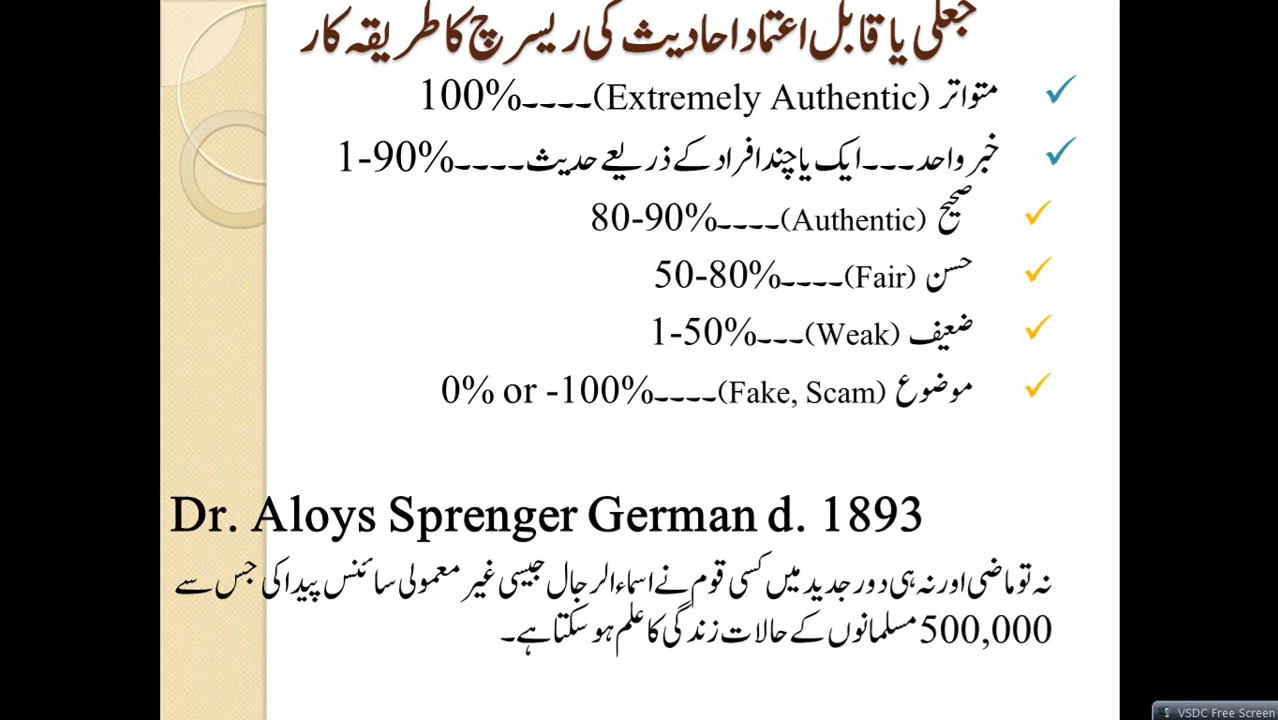 جعلی یا قابل اعتماد احادیث کی ریسرچ کا طریقہ کار
متواتر (Extremely Authentic)۔۔۔۔100%
خبر واحد۔۔۔ایک یا چند افراد کے ذریعے حدیث۔۔۔۔1-90%
صحیح (Authentic)۔۔۔۔80-90%
حسن (Fair)۔۔۔۔50-80%
ضعیف (Weak)۔۔۔1-50%
موضوع (Fake, Scam)۔۔۔۔0% or -100%
Dr. Aloys Sprenger German d. 1893
نہ تو ماضی اور نہ ہی دور جدید میں کسی قوم نے اسماء الرجال جیسی غیر معمولی سائنس پیدا کی جس سے
500,000 مسلمانوں کے حالات زندگی کا علم ہو سکتا ہے۔
VSDC Free Screen